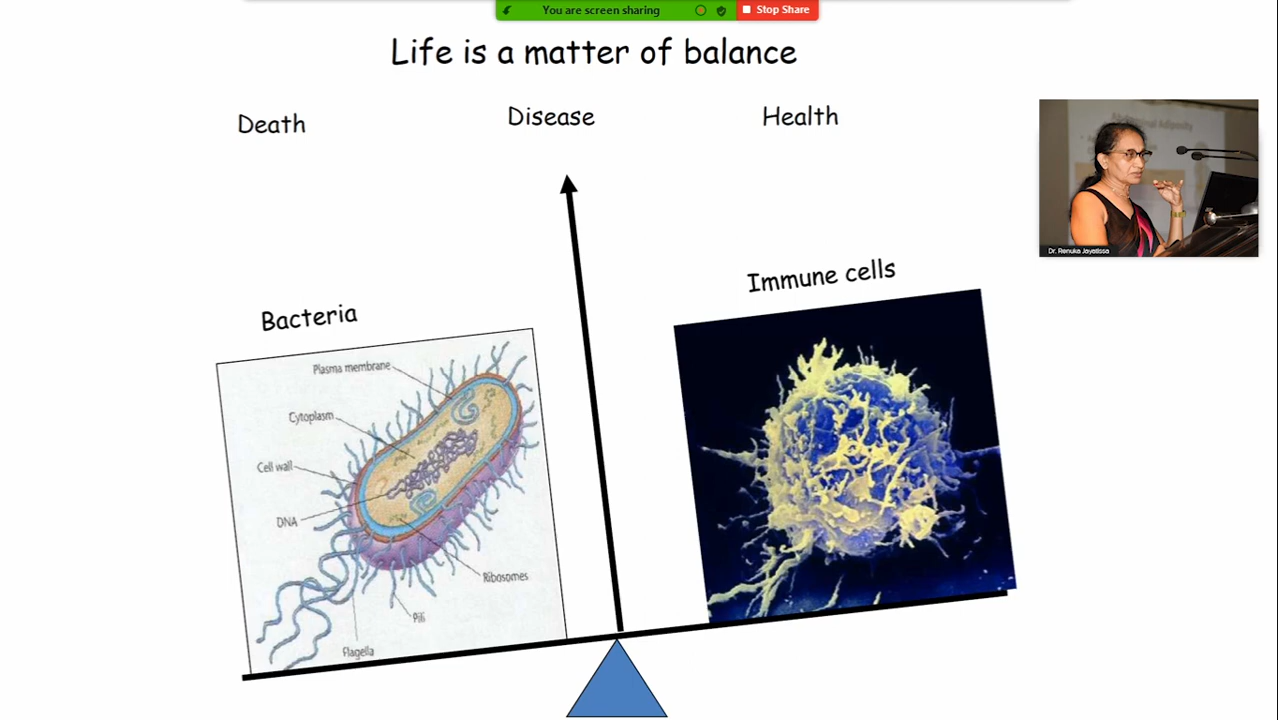 You are screen sharing
Stop Share
Life is a matter of balance
Death
Disease
Health
Dr. Renuka Jayatissa
Immune cells
Bacteria
Plasma membrane
Cytoplasm
Cell wall
DNA
Ribosomes
Pili
Flagella